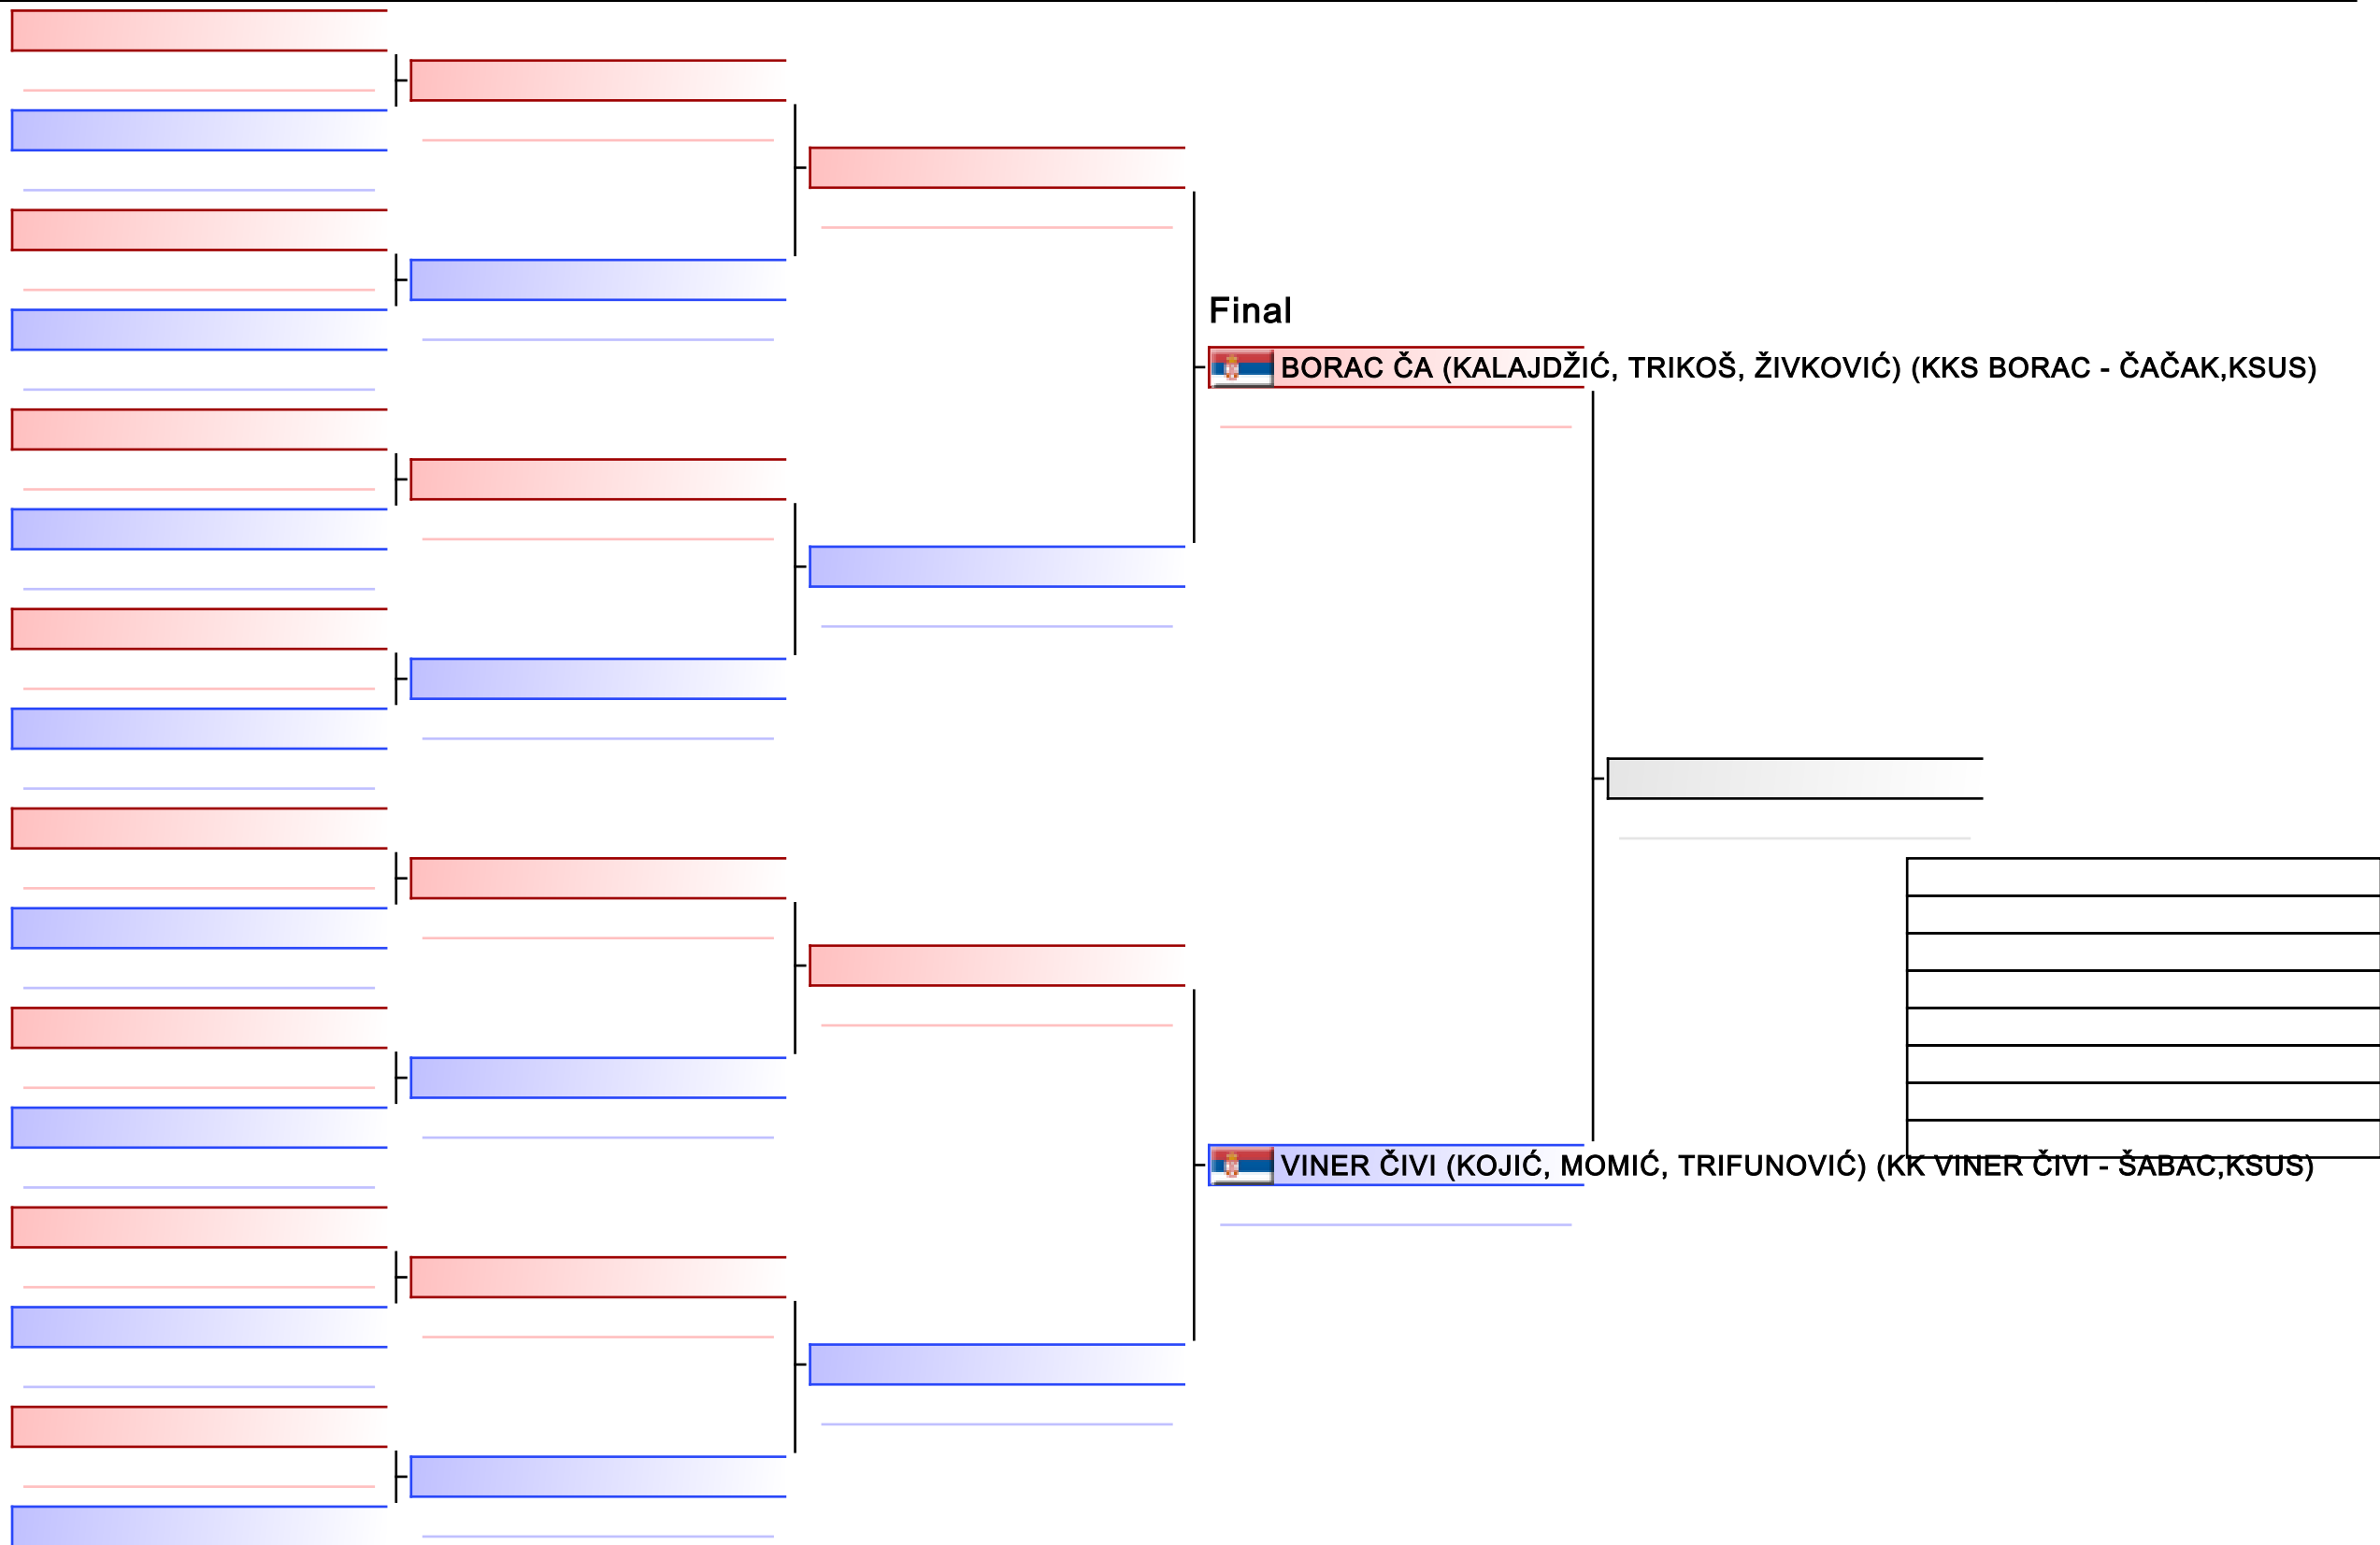 Final
BORAC ČA (KALAJDŽIĆ, TRIKOŠ, ŽIVKOVIĆ) (KKS BORAC - ČAČAK,KSUS)
VINER ČIVI (KOJIĆ, MOMIĆ, TRIFUNOVIĆ) (KK VINER ČIVI - ŠABAC,KSUS)